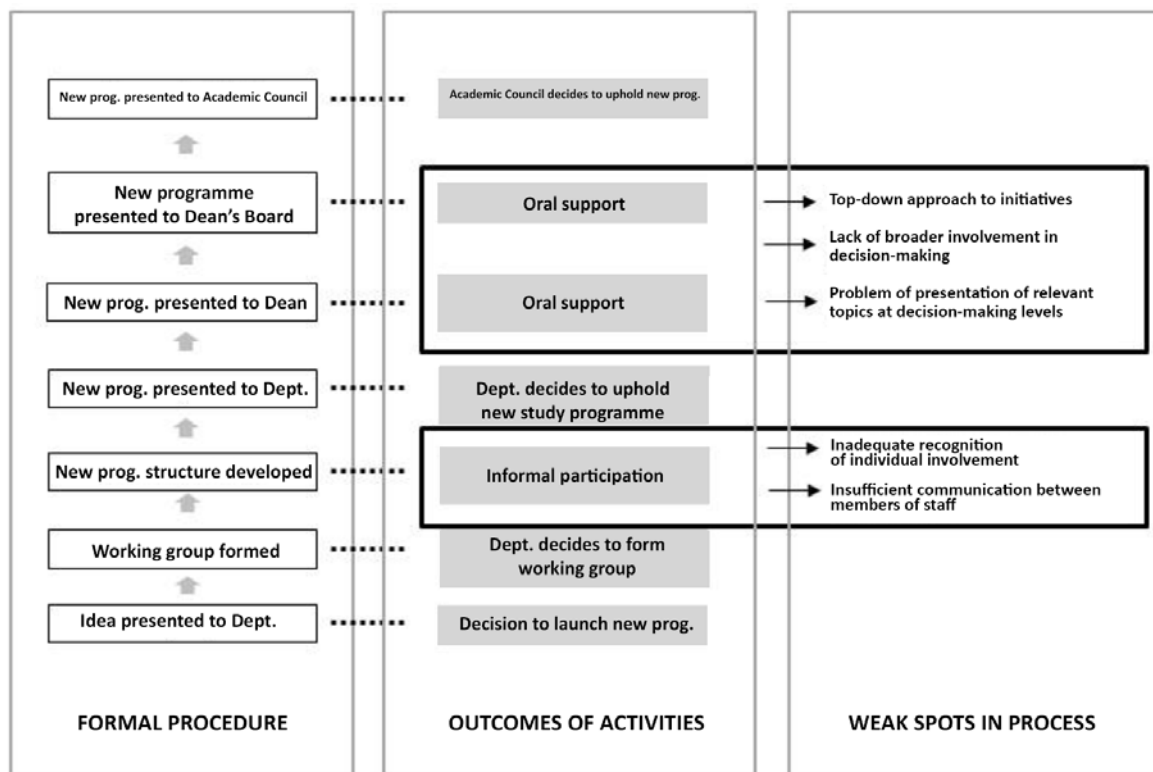 New prog. presented to Academic Council
Academic Council decides to uphold new prog.
New programme
presented to Dean's Board
Oral support
Top-down approach to initiatives
Lack of broader involvement in
decision-making
New prog. presented to Dean
Oral support
Problem of presentation of relevant
topics at decision-making levels
New prog. presented to Dept.
Dept. decides to uphold
new study programme
New prog. structure developed
Informal participation
Inadequate recognition
of individual involvement
Insufficient communication between
members of staff
Working group formed
Dept. decides to form
working group
Idea presented to Dept.
Decision to launch new prog.
FORMAL PROCEDURE
OUTCOMES OF ACTIVITIES
WEAK SPOTS IN PROCESS